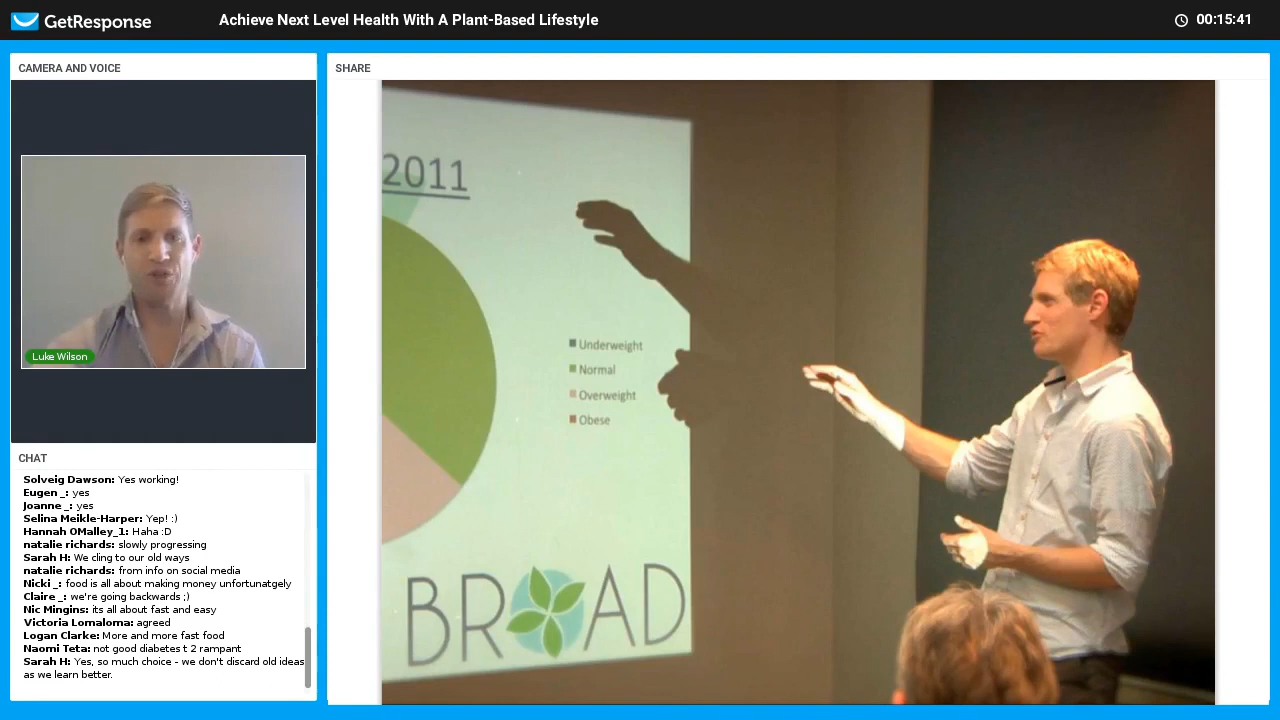 GetResponse
Achieve Next Level Health With A Plant-Based Lifestyle
00:15:41
CAMERA AND VOICE
Luke Wilson
CHAT
Solveig Dawson: Yes working!
Eugen _: yes
Joanne _: yes
Selina Meikle-Harper: Yep! :)
Hannah OMalley_1: Haha :D
natalie richards: slowly progressing
Sarah H: We cling to our old ways
natalie richards: from info on social media
Nicki _: food is all about making money unfortunatgely
Claire _: we're going backwards ;)
Nic Mingins: its all about fast and easy
Victoria Lomaloma: agreed
Logan Clarke: More and more fast food
Naomi Teta: not good diabetes t 2 rampant
Sarah H: Yes, so much choice - we don't discard old ideas
as we learn better.
SHARE
2011
Underweight
Normal
Overweight
Obese
BROAD